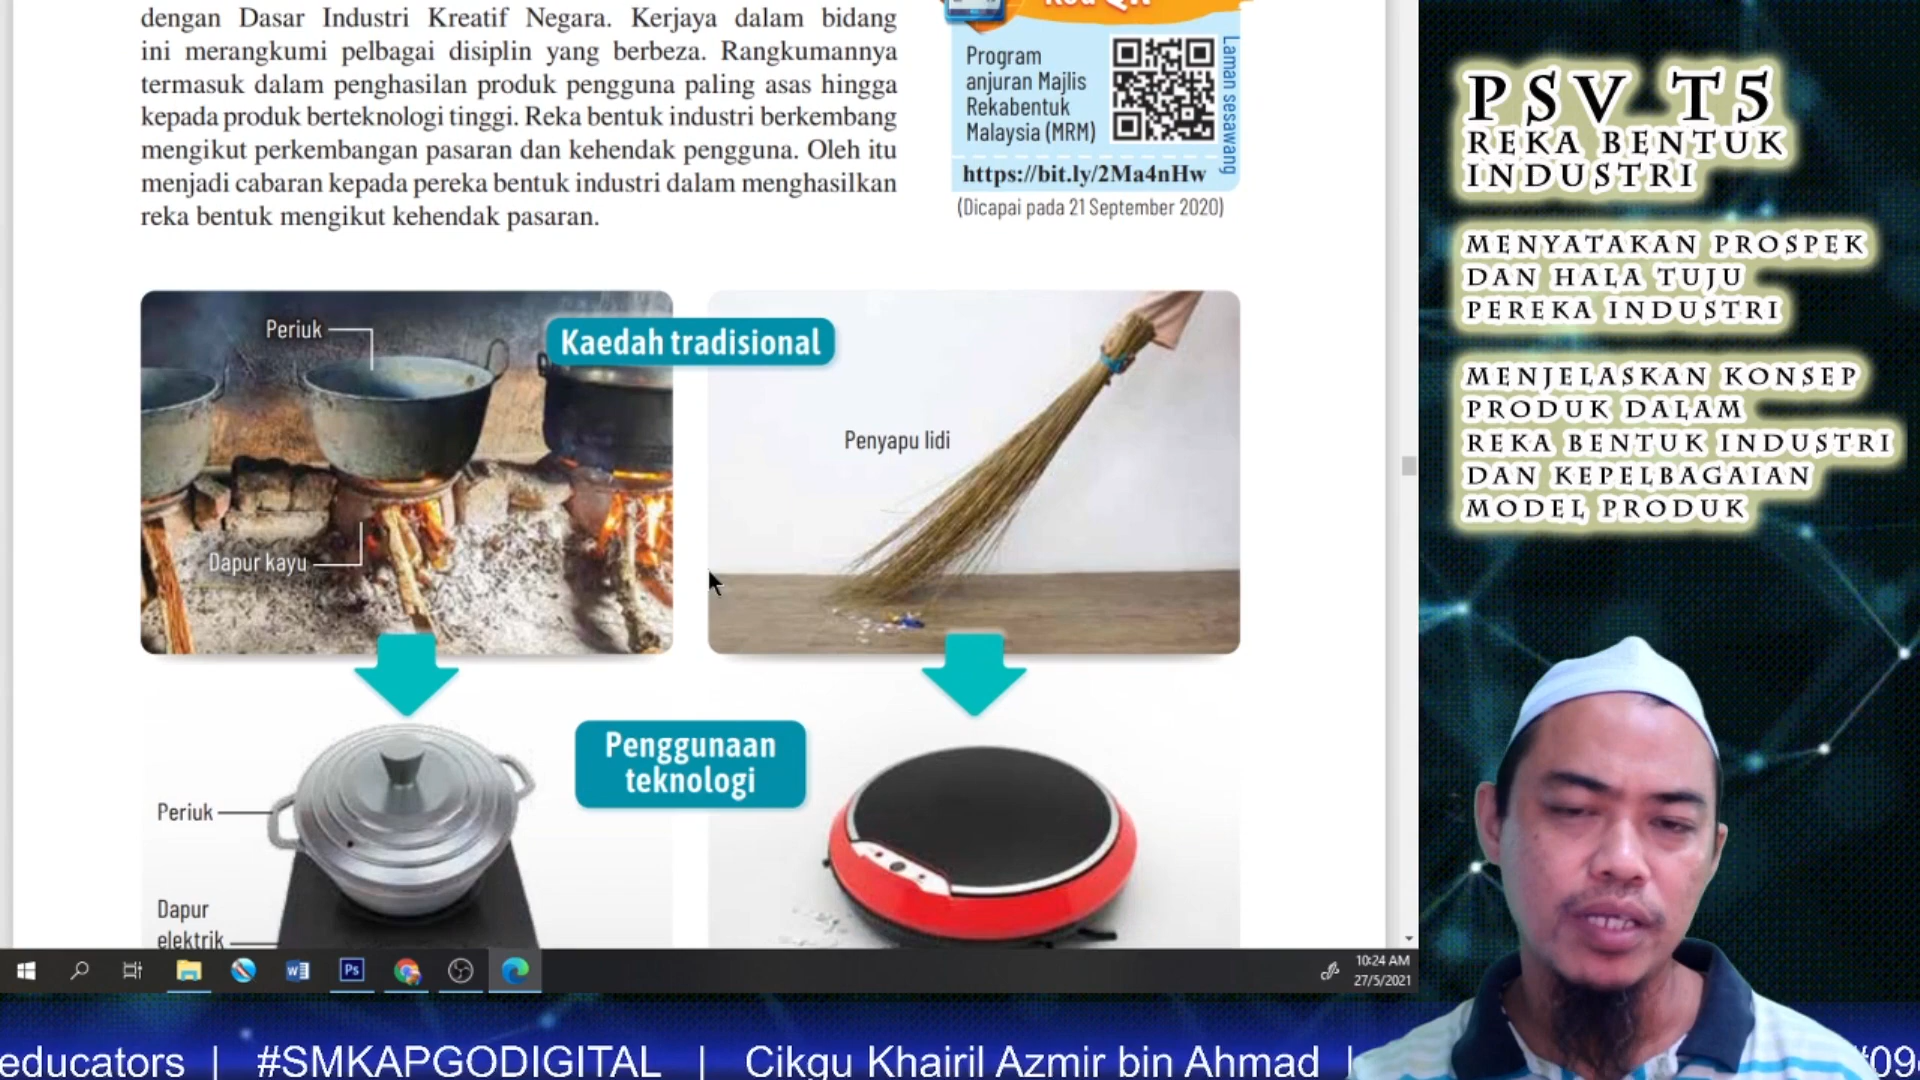 dengan Dasar Industri Kreatif Negara. Kerjaya dalam bidang
ini merangkumi pelbagai disiplin yang berbeza. Rangkumannya
termasuk dalam penghasilan produk pengguna paling asas hingga
kepada produk berteknologi tinggi. Reka bentuk industri berkembang
mengikut perkembangan pasaran dan kehendak pengguna. Oleh itu
menjadi cabaran kepada pereka bentuk industri dalam menghasilkan
reka bentuk mengikut kehendak pasaran.
Kod QR
Program
anjuran Majlis
Rekabentuk
Malaysia (MRM)
Laman sesawang
https://bit.ly/2Ma4nHw
(Dicapai pada 21 September 2020)
Periuk
Kaedah tradisional
Penyapu lidi
Dapur kayu
Penggunaan
teknologi
Periuk
Dapur
elektrik
10:24 AM
27/5/2021
PSV T5
REKA BENTUK
INDUSTRI
MENYATAKAN PROSPEK
DAN HALA TUJU
PEREKA INDUSTRI
MENJELASKAN KONSEP
PRODUK DALAM
REKA BENTUK INDUSTRI
DAN KEPELBAGAIAN
MODEL PRODUK
educators | #SMKAPGODIGITAL | Cikgu Khairil Azmir bin Ahmad |